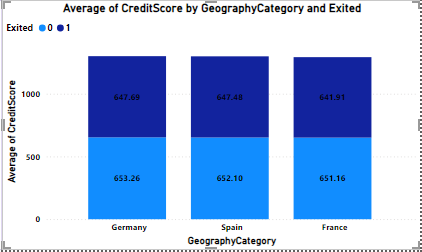 Average of CreditScore by GeographyCategory and Exited
Exited 0 1
Average of CreditScore
1000
500
0
647.69 647.48 641.91
653.26 652.10 651.16
Germany Spain France
GeographyCategory